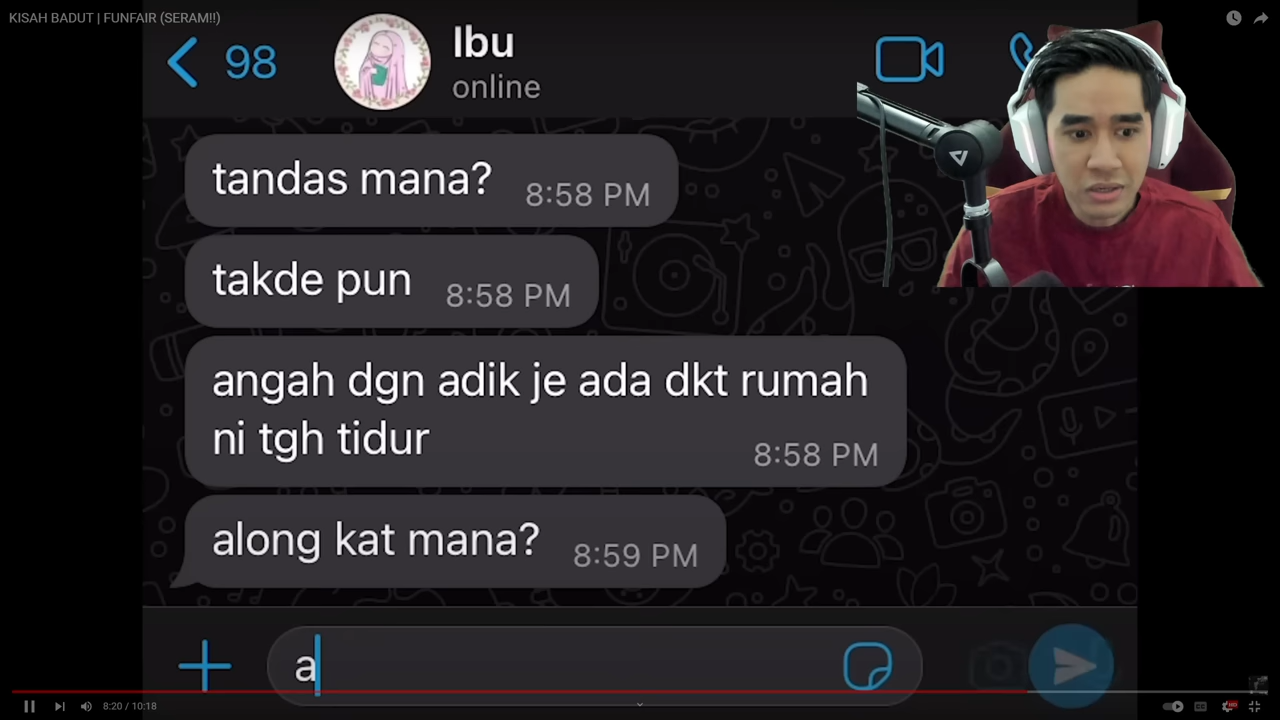 KISAH BADUT | FUNFAIR (SERAM!!)
98
Ibu
online
tandas mana? 8:58 PM
takde pun 8:58 PM
angah dgn adik je ada dkt rumah
ni tgh tidur 8:58 PM
along kat mana? 8:59 PM
a
8:20 / 10:18